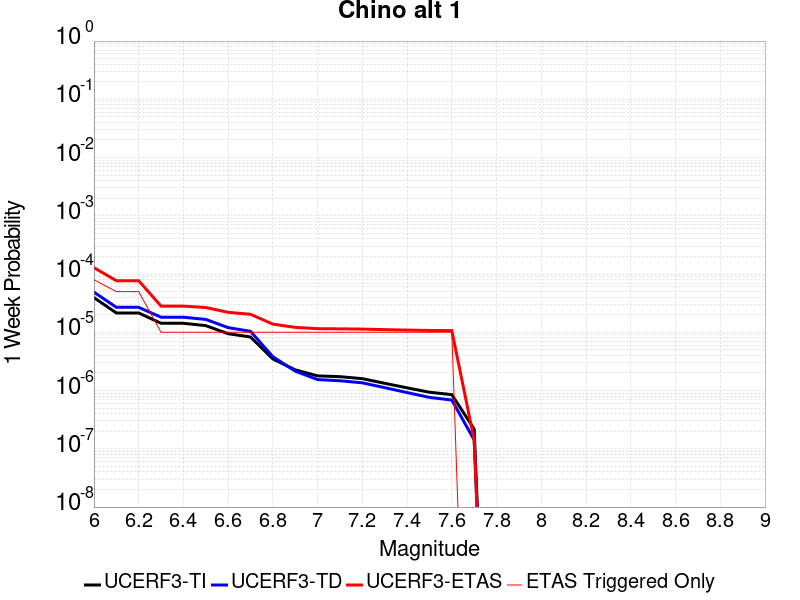 Chino alt 1
10^0
10^-1
10^-2
10^-3
10^-4
10^-5
10^-6
10^-7
10^-8
1 Week Probability
6 6.2 6.4 6.6 6.8 7 7.2 7.4 7.6 7.8 8 8.2 8.4 8.6 8.8 9
Magnitude
UCERF3-TI UCERF3-TD UCERF3-ETAS ETAS Triggered Only